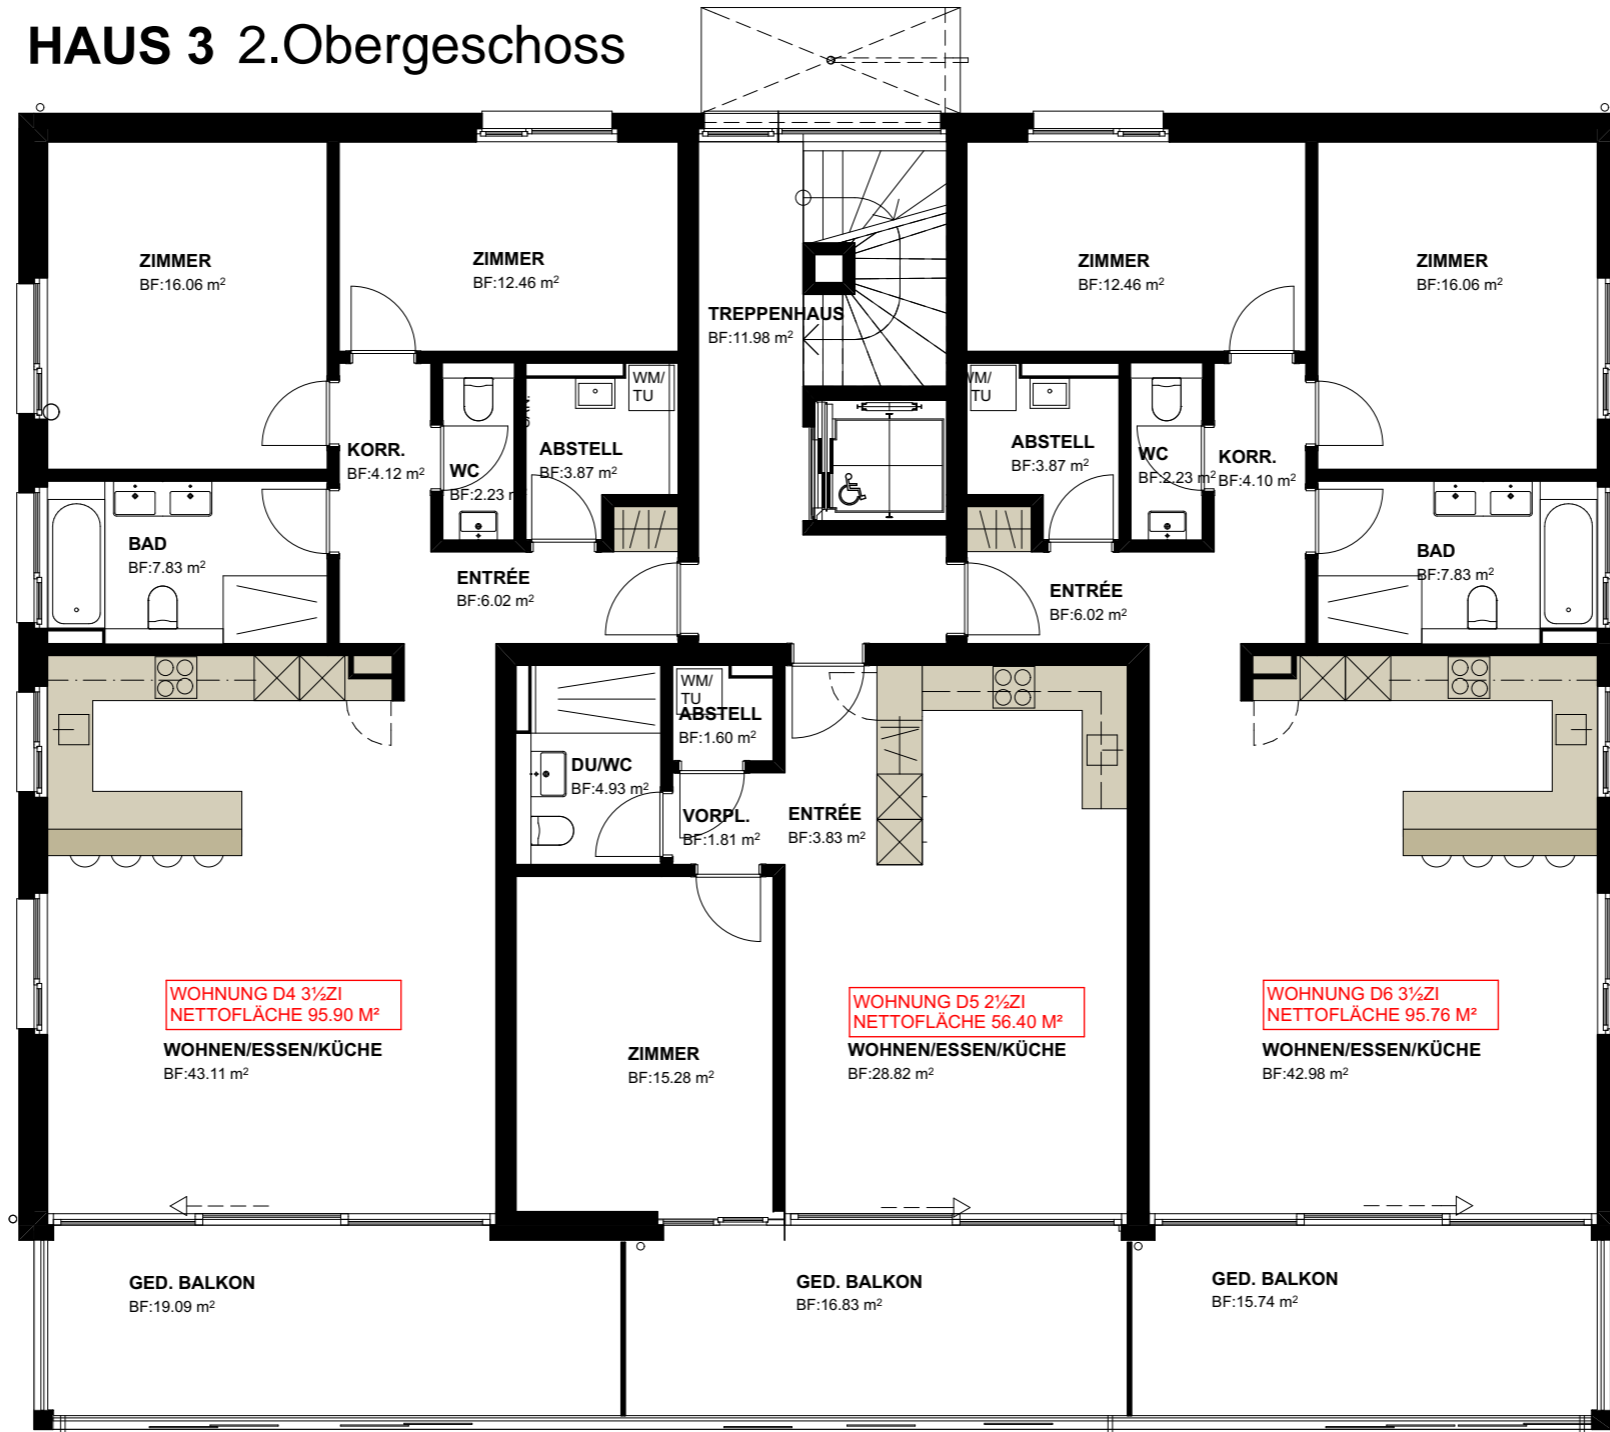 HAUS 3 2.Obergeschoss
ZIMMER
BF:16.06 m²
ZIMMER
BF:12.46 m²
TREPPENHAUS
BF:11.98 m²
ZIMMER
BF:12.46 m²
ZIMMER
BF:16.06 m²
KORR.
BF:4.12 m²
WC
BF:2.23 m
WM/
TU
ABSTELL
BF:3.87 m²
WM/
TU
ABSTELL
BF:3.87 m²
WC
BF:2.23 m²
KORR.
BF:4.10 m²
BAD
BF:7.83 m²
ENTRÉE
BF:6.02 m²
ENTRÉE
BF:6.02 m²
BAD
BF:7.83 m²
WM/
TU
ABSTELL
BF:1.60 m²
DU/WC
BF:4.93 m²
VORPL.
BF:1.81 m²
ENTRÉE
BF:3.83 m²
WOHNUNG D4 3½ZI
NETTOFLÄCHE 95.90 M²
WOHNEN/ESSEN/KÜCHE
BF:43.11 m²
ZIMMER
BF:15.28 m²
WOHNUNG D5 2½ZI
NETTOFLÄCHE 56.40 M²
WOHNEN/ESSEN/KÜCHE
BF:28.82 m²
WOHNUNG D6 3½ZI
NETTOFLÄCHE 95.76 M²
WOHNEN/ESSEN/KÜCHE
BF:42.98 m²
GED. BALKON
BF:19.09 m²
GED. BALKON
BF:16.83 m²
GED. BALKON
BF:15.74 m²